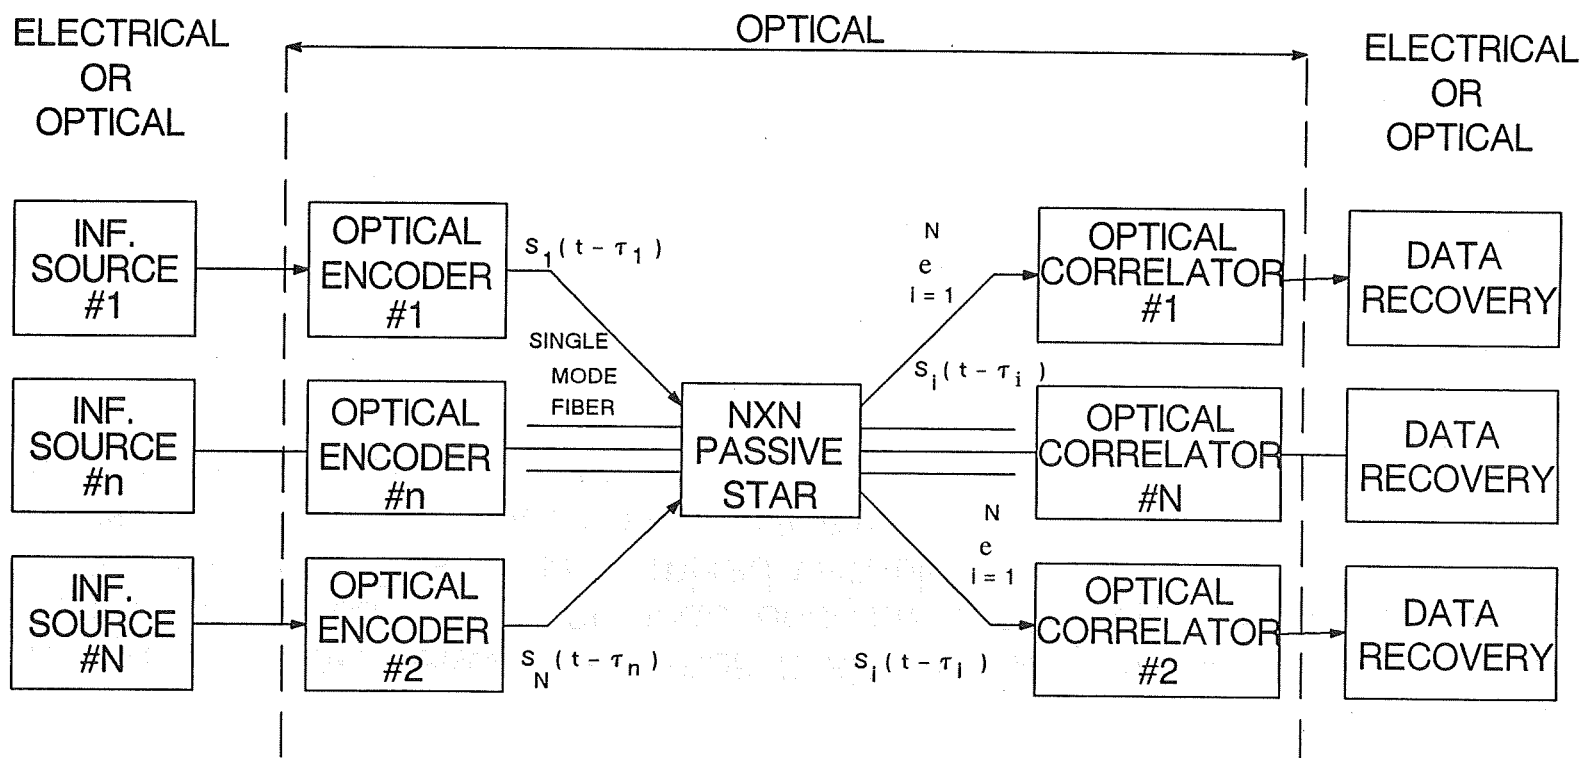 ELECTRICAL
OR
OPTICAL
OPTICAL
ELECTRICAL
OR
OPTICAL
INF.
SOURCE
#1
OPTICAL
ENCODER
#1
S₁(t − τ₁)
N
e
i = 1
Sᵢ(t − τᵢ)
OPTICAL
CORRELATOR
#1
DATA
RECOVERY
SINGLE
MODE
FIBER
INF.
SOURCE
#n
OPTICAL
ENCODER
#n
NXN
PASSIVE
STAR
OPTICAL
CORRELATOR
#N
DATA
RECOVERY
INF.
SOURCE
#N
OPTICAL
ENCODER
#2
S_N(t − τₙ)
N
e
i = 1
Sᵢ(t − τᵢ)
OPTICAL
CORRELATOR
#2
DATA
RECOVERY